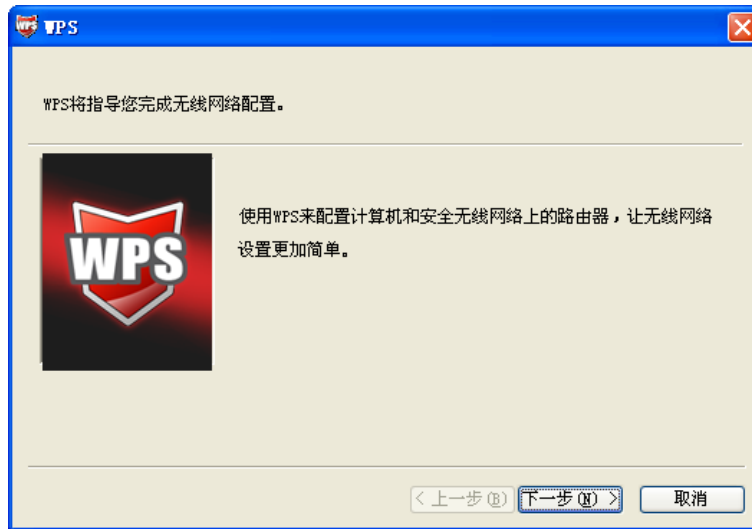 WPS
WPS将指导您完成无线网络配置。
WPS
使用WPS来配置计算机和安全无线网络上的路由器，让无线网络
设置更加简单。
< 上一步(B)
下一步(N) >
取消